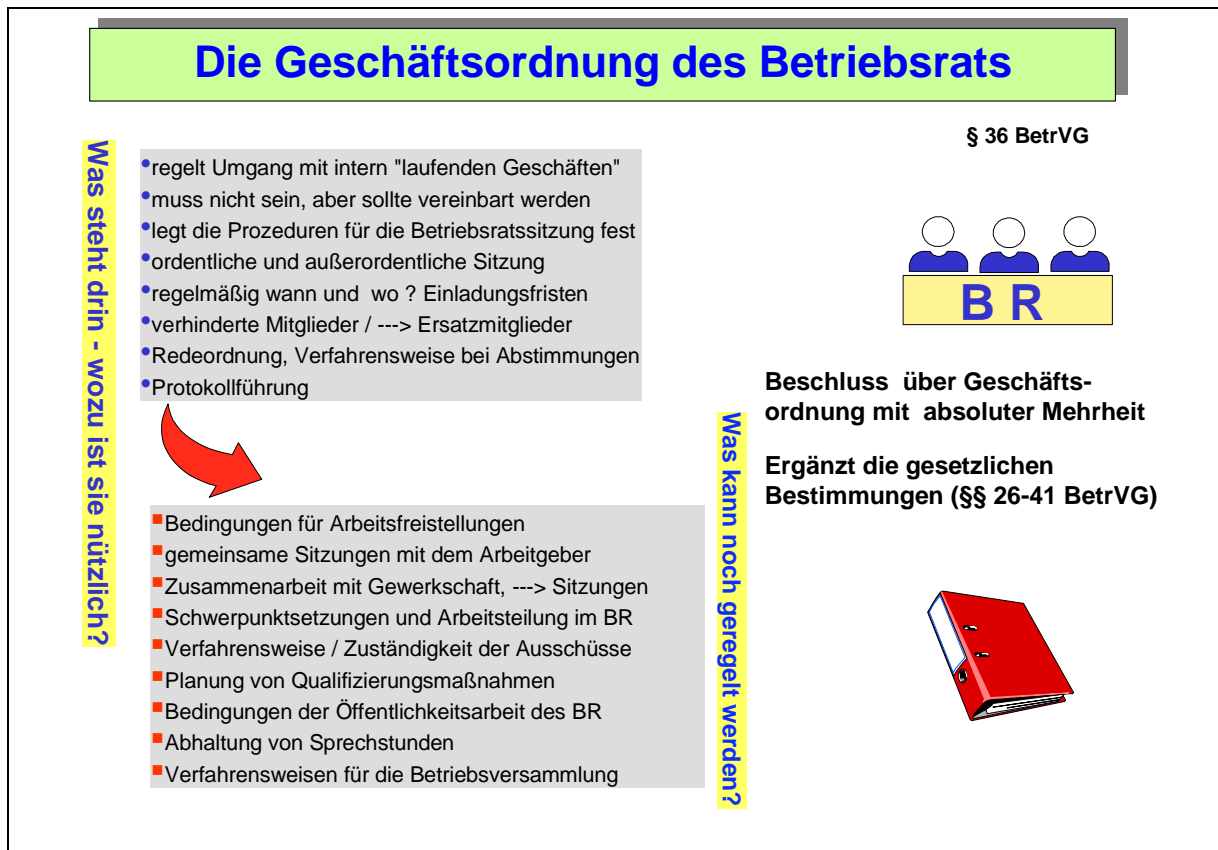 Die Geschäftsordnung des Betriebsrats
§ 36 BetrVG
Was steht drin - wozu ist sie nützlich?
•regelt Umgang mit intern "laufenden Geschäften"
•muss nicht sein, aber sollte vereinbart werden
•legt die Prozeduren für die Betriebsratssitzung fest
•ordentliche und außerordentliche Sitzung
•regelmäßig wann und  wo ? Einladungsfristen
•verhinderte Mitglieder / ---> Ersatzmitglieder
•Redeordnung, Verfahrensweise bei Abstimmungen
•Protokollführung
B R
Beschluss  über Geschäfts-
ordnung mit  absoluter Mehrheit
Ergänzt die gesetzlichen
Bestimmungen (§§ 26-41 BetrVG)
Was kann noch geregelt werden?
▪Bedingungen für Arbeitsfreistellungen
▪gemeinsame Sitzungen mit dem Arbeitgeber
▪Zusammenarbeit mit Gewerkschaft, ---> Sitzungen
▪Schwerpunktsetzungen und Arbeitsteilung im BR
▪Verfahrensweise / Zuständigkeit der Ausschüsse
▪Planung von Qualifizierungsmaßnahmen
▪Bedingungen der Öffentlichkeitsarbeit des BR
▪Abhaltung von Sprechstunden
▪Verfahrensweisen für die Betriebsversammlung